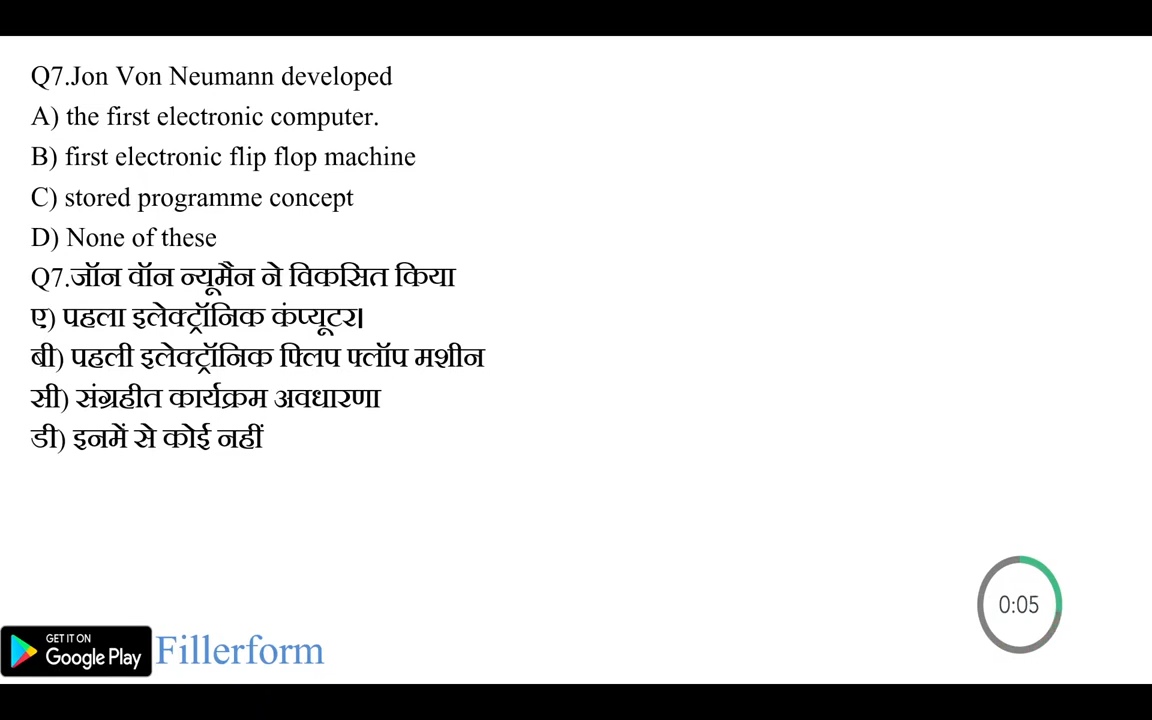 Q7.Jon Von Neumann developed
A) the first electronic computer.
B) first electronic flip flop machine
C) stored programme concept
D) None of these
Q7.जॉन वॉन न्यूमैन ने विकसित किया
ए) पहला इलेक्ट्रॉनिक कंप्यूटर।
बी) पहली इलेक्ट्रॉनिक फ्लिप फ्लॉप मशीन
सी) संग्रहीत कार्यक्रम अवधारणा
डी) इनमें से कोई नहीं
0:05
GET IT ON
Google Play
Fillerform